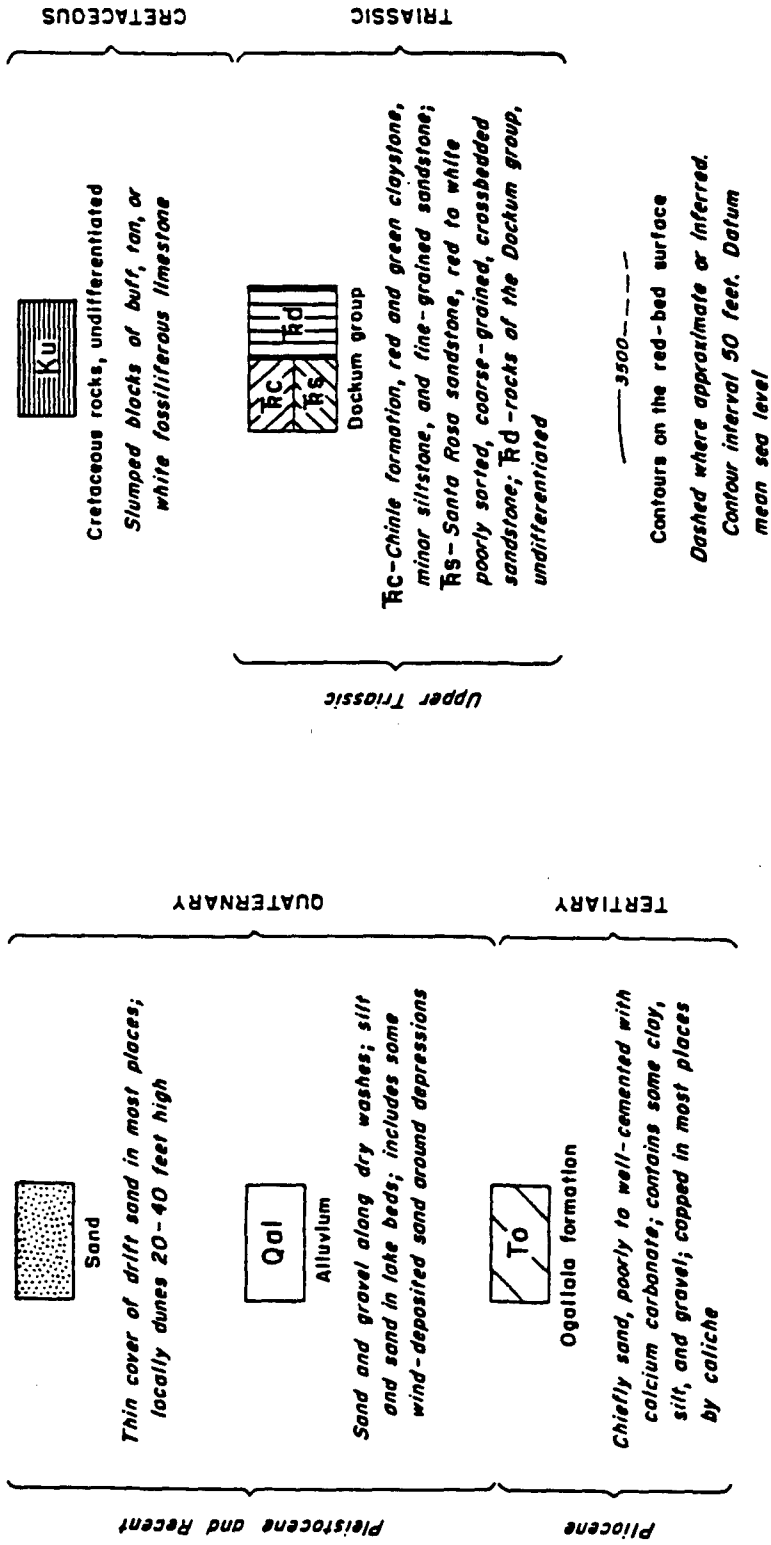 Sand
Thin cover of drift sand in most places;
locally dunes 20-40 feet high
Qal
Alluvium
Sand and gravel along dry washes; silt
and sand in lake beds; includes some
wind-deposited sand around depressions
Pleistocene and Recent
QUATERNARY
To
Ogallala formation
Chiefly sand, poorly to well-cemented with
calcium carbonate; contains some clay,
silt, and gravel; capped in most places
by caliche
Pliocene
TERTIARY
Ku
Cretaceous rocks, undifferentiated
Slumped blocks of buff, tan, or
white fossiliferous limestone
CRETACEOUS
TRc
TRs
TRd
Dockum group
TRc-Chinle formation, red and green claystone,
minor siltstone, and fine-grained sandstone;
TRs-Santa Rosa sandstone, red to white
poorly sorted, coarse-grained, crossbedded
sandstone; TRd-rocks of the Dockum group,
undifferentiated
Upper Triassic
TRIASSIC
3500
Contours on the red-bed surface
Dashed where approximate or inferred.
Contour interval 50 feet. Datum
mean sea level